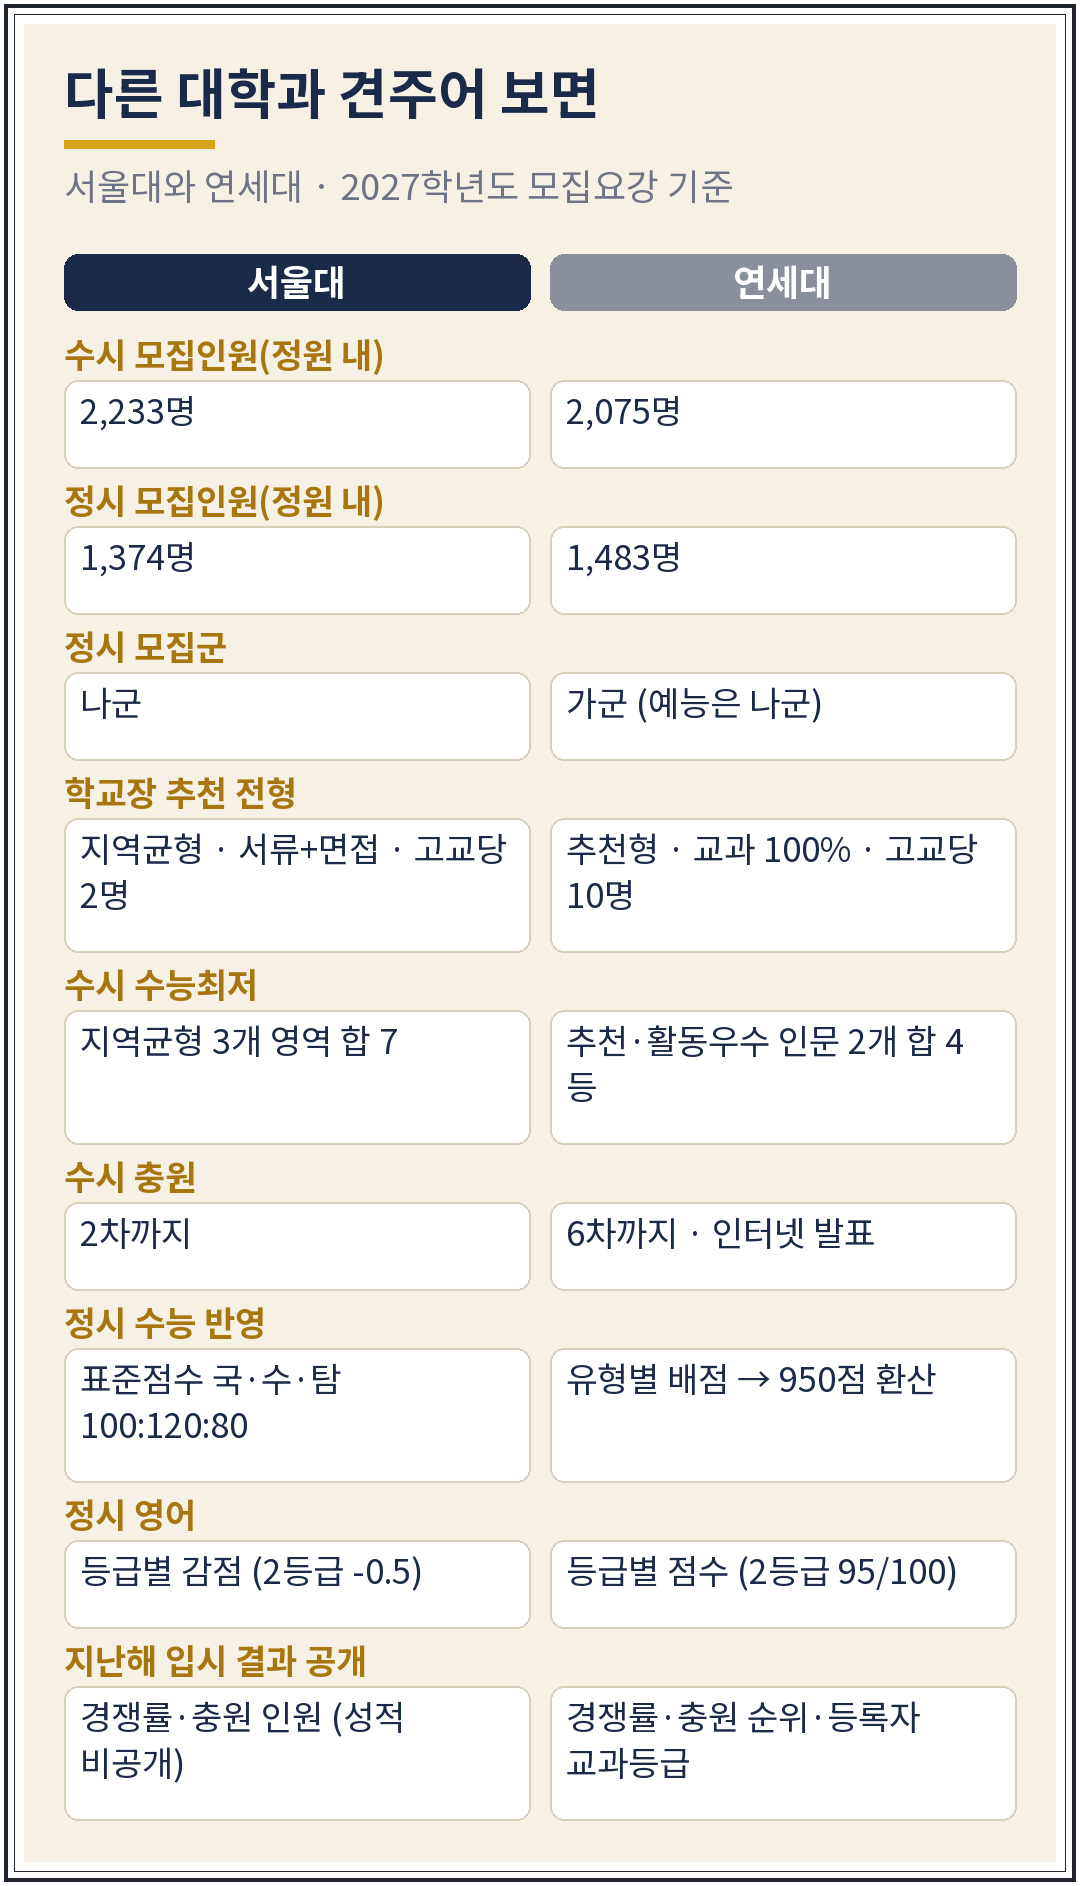 다른 대학과 견주어 보면
서울대와 연세대 · 2027학년도 모집요강 기준
서울대
연세대
수시 모집인원(정원 내)
2,233명
2,075명
정시 모집인원(정원 내)
1,374명
1,483명
정시 모집군
나군
가군 (예능은 나군)
학교장 추천 전형
지역균형 · 서류+면접 · 고교당
2명
추천형 · 교과 100% · 고교당
10명
수시 수능최저
지역균형 3개 영역 합 7
추천·활동우수 인문 2개 합 4
등
수시 충원
2차까지
6차까지 · 인터넷 발표
정시 수능 반영
표준점수 국·수·탐
100:120:80
유형별 배점 → 950점 환산
정시 영어
등급별 감점 (2등급 -0.5)
등급별 점수 (2등급 95/100)
지난해 입시 결과 공개
경쟁률·충원 인원 (성적
비공개)
경쟁률·충원 순위·등록자
교과등급